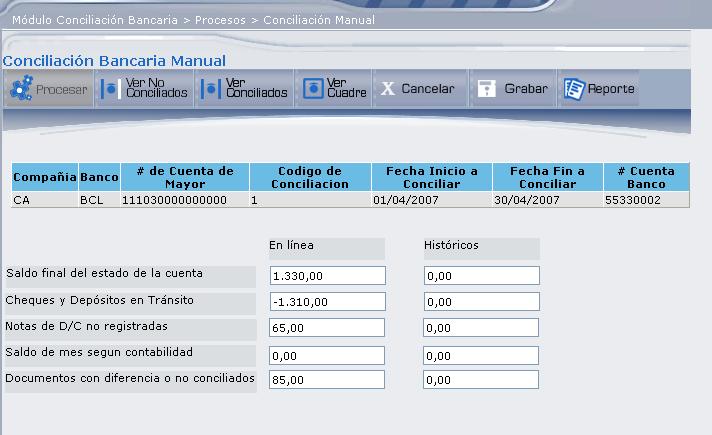 Módulo Conciliación Bancaria > Procesos > Conciliación Manual
Conciliación Bancaria Manual
Procesar Ver No Conciliados Ver Conciliados Ver Cuadre X Cancelar Grabar Reporte
Compañia Banco # de Cuenta de Mayor Codigo de Conciliacion Fecha Inicio a Conciliar Fecha Fin a Conciliar # Cuenta Banco
CA BCL 111030000000000 1 01/04/2007 30/04/2007 55330002
En línea Históricos
Saldo final del estado de la cuenta 1.330,00 0,00
Cheques y Depósitos en Tránsito -1.310,00 0,00
Notas de D/C no registradas 65,00 0,00
Saldo de mes segun contabilidad 0,00 0,00
Documentos con diferencia o no conciliados 85,00 0,00